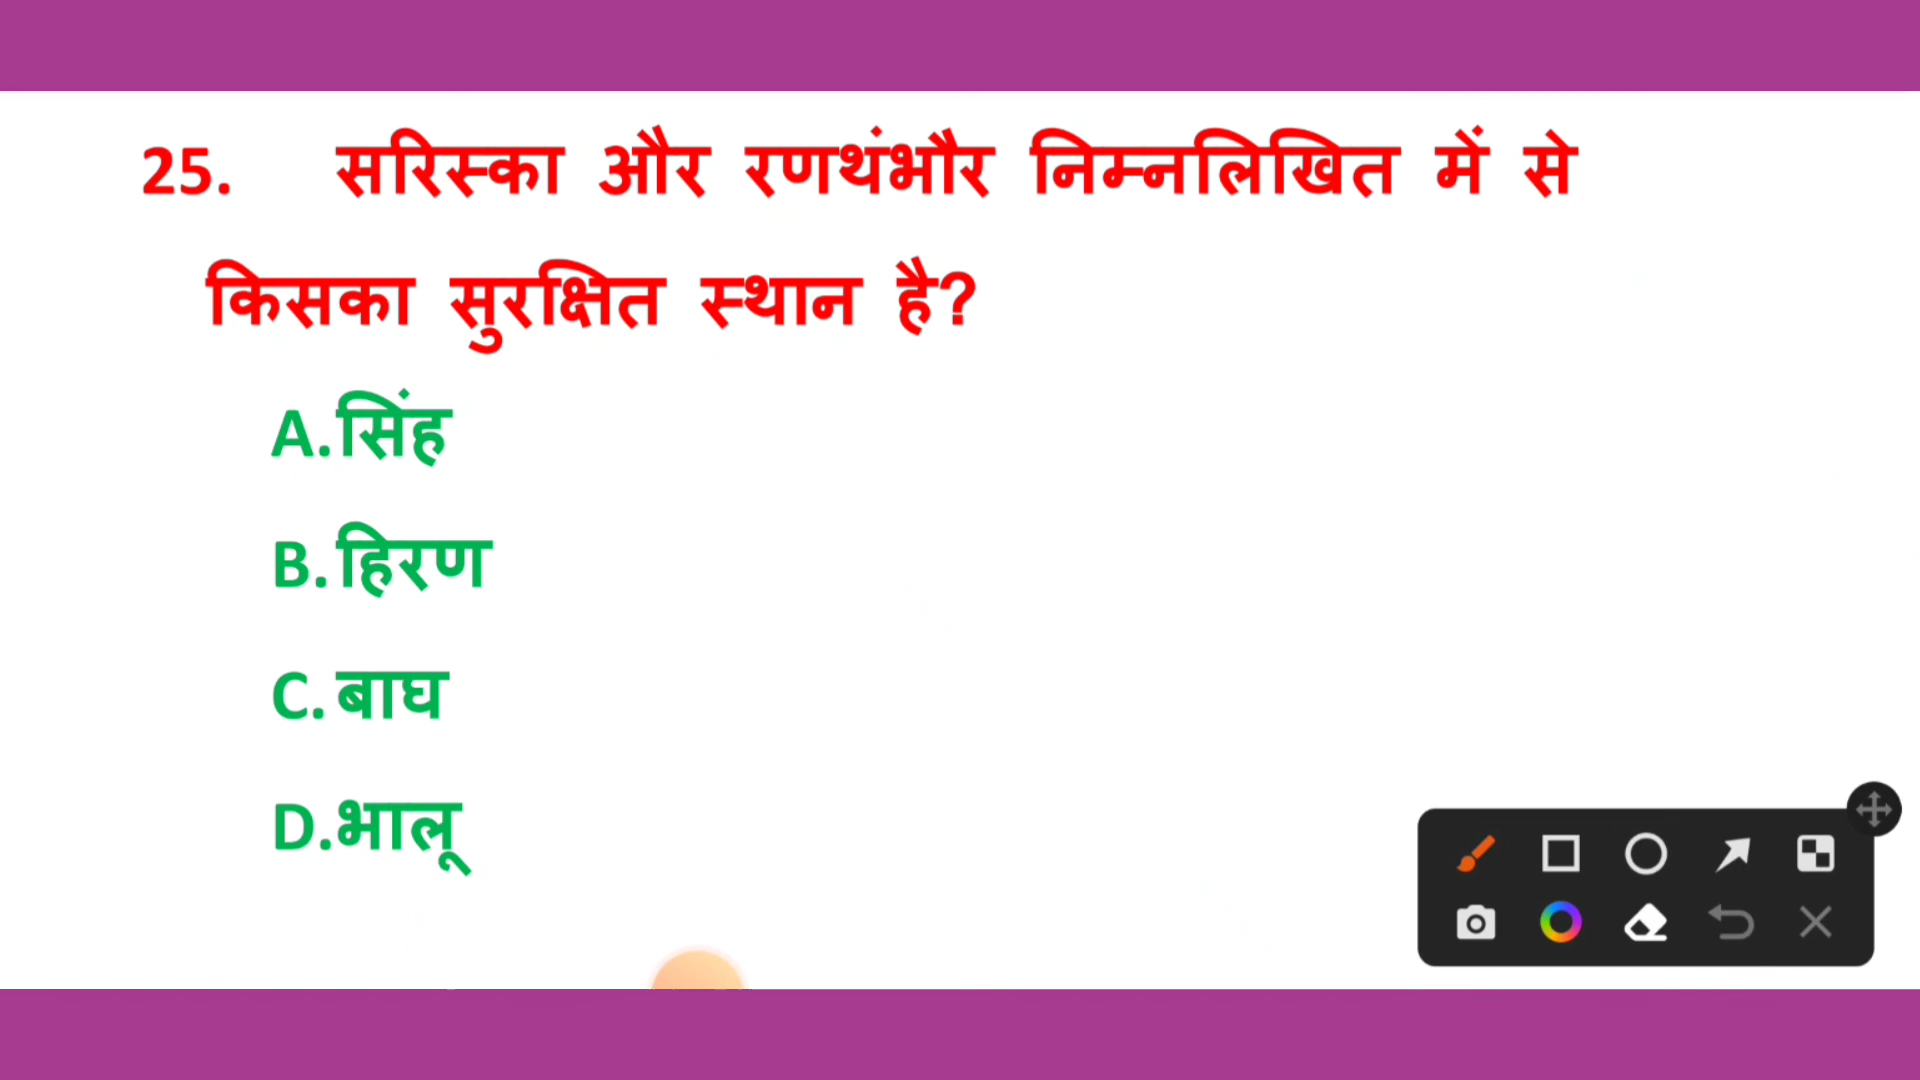 25. सरिस्का और रणथंभौर निम्नलिखित में से
किसका सुरक्षित स्थान है?
A.सिंह
B.हिरण
C.बाघ
D.भालू